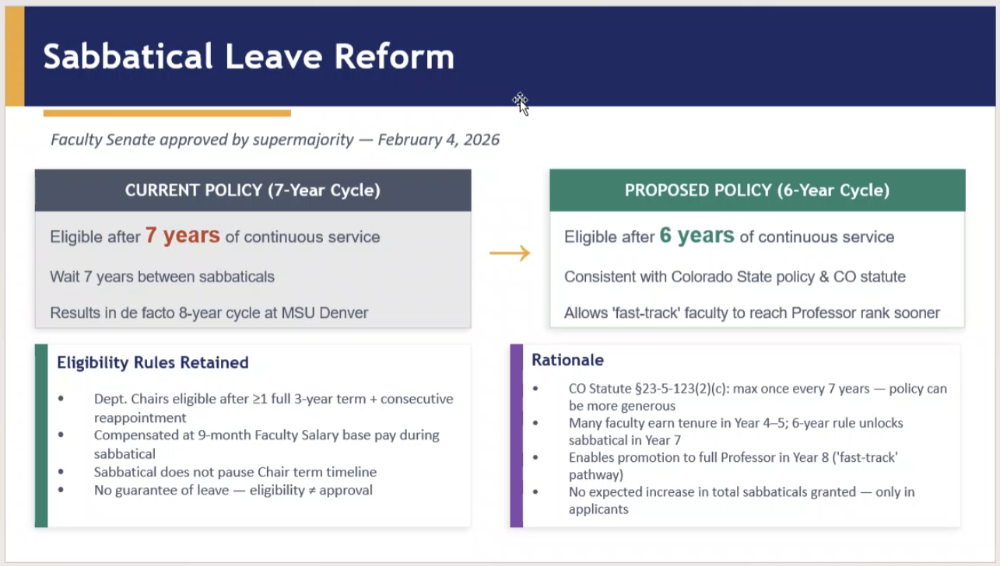 Sabbatical Leave Reform
Faculty Senate approved by supermajority — February 4, 2026
CURRENT POLICY (7-Year Cycle)
Eligible after 7 years of continuous service
Wait 7 years between sabbaticals
Results in de facto 8-year cycle at MSU Denver
→
PROPOSED POLICY (6-Year Cycle)
Eligible after 6 years of continuous service
Consistent with Colorado State policy & CO statute
Allows 'fast-track' faculty to reach Professor rank sooner
Eligibility Rules Retained
• Dept. Chairs eligible after ≥1 full 3-year term + consecutive
reappointment
• Compensated at 9-month Faculty Salary base pay during
sabbatical
• Sabbatical does not pause Chair term timeline
• No guarantee of leave — eligibility ≠ approval
Rationale
• CO Statute §23-5-123(2)(c): max once every 7 years — policy can
be more generous
• Many faculty earn tenure in Year 4–5; 6-year rule unlocks
sabbatical in Year 7
• Enables promotion to full Professor in Year 8 ('fast-track'
pathway)
• No expected increase in total sabbaticals granted — only in
applicants